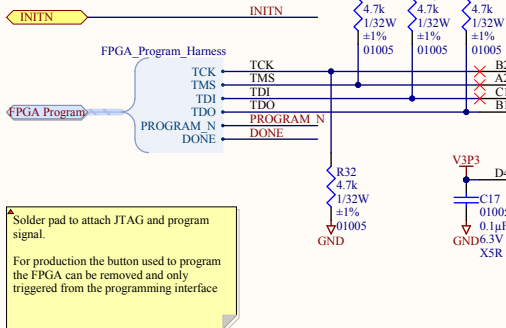 INITN
INITN
4.7k
1/32W
±1%
01005
4.7k
1/32W
±1%
01005
4.7k
1/32W
±1%
01005
FPGA_Program_Harness
TCK
TMS
TDI
TDO
PROGRAM_N
DONE
TCK
TMS
TDI
TDO
PROGRAM_N
DONE
FPGA Program
R32
4.7k
1/32W
±1%
01005
GND
V3P3
C17
0.1µF
6.3V
X5R
GND
Solder pad to attach JTAG and program
signal.
For production the button used to program
the FPGA can be removed and only
triggered from the programming interface